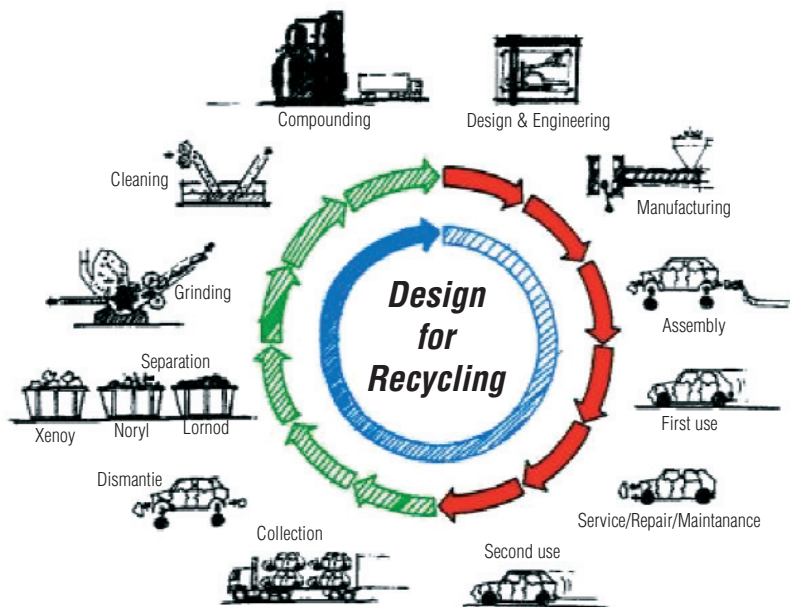 Compounding
Design & Engineering
Cleaning
Manufacturing
Grinding
Design
for
Recycling
Assembly
Separation
Xenoy
Noryl
Lornod
First use
Dismantie
Service/Repair/Maintanance
Collection
Second use